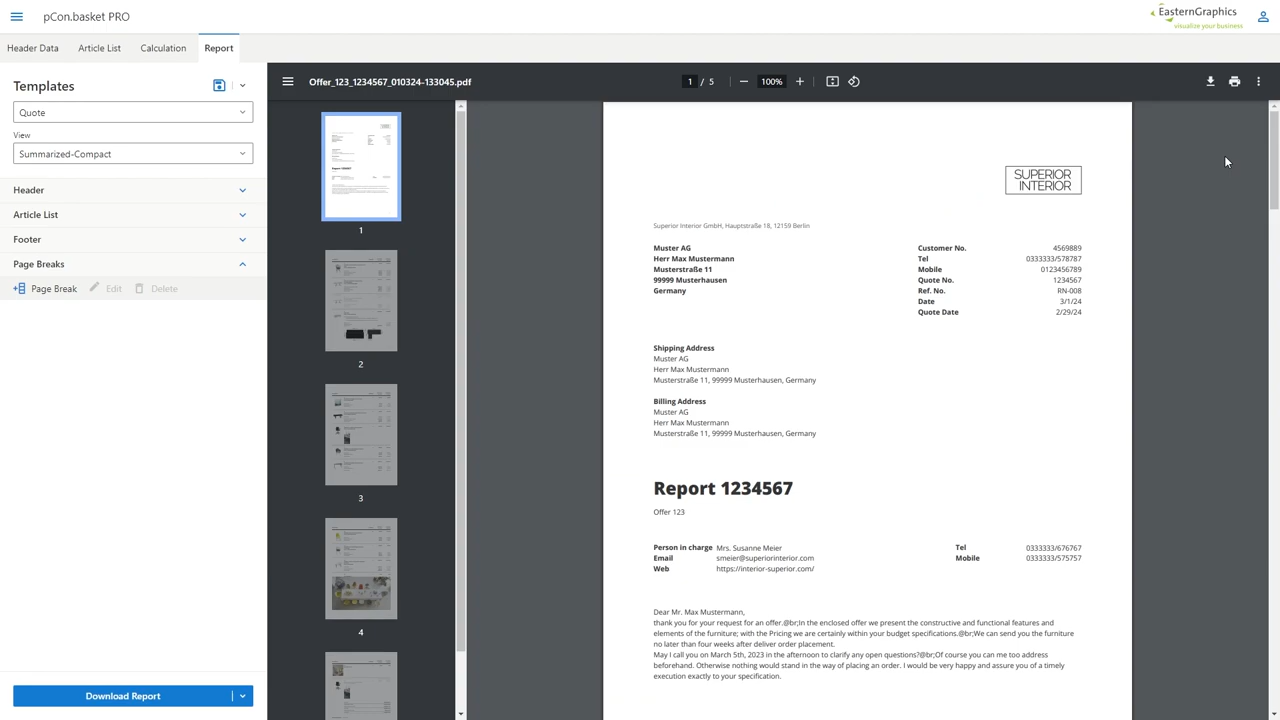 pCon.basket PRO
EasternGraphics
visualize your business
Header Data
Article List
Calculation
Report
Templates
Quote
View
Summarized-Compact
Header
Article List
Footer
Page Breaks
Page Break
Edit
Delete
Download Report
Offer_123_1234567_010324-133045.pdf
1 / 5
100%
1
2
3
4
SUPERIOR
INTERIOR
Superior Interior GmbH, Hauptstraße 18, 12159 Berlin
Muster AG
Herr Max Mustermann
Musterstraße 11
99999 Musterhausen
Germany
Customer No. 4569889
Tel 0333333/578787
Mobile 0123456789
Quote No. 1234567
Ref. No. RN-008
Date 3/1/24
Quote Date 2/29/24
Shipping Address
Muster AG
Herr Max Mustermann
Musterstraße 11, 99999 Musterhausen, Germany
Billing Address
Muster AG
Herr Max Mustermann
Musterstraße 11, 99999 Musterhausen, Germany
Report 1234567
Offer 123
Person in charge Mrs. Susanne Meier
Email smeier@superiorinterior.com
Web https://interior-superior.com/
Tel 0333333/676767
Mobile 0333333/575757
Dear Mr. Max Mustermann,
thank you for your request for an offer.@br;In the enclosed offer we present the constructive and functional features and
elements of the furniture; with the Pricing we are certainly within your budget specifications.@br;We can send you the furniture
no later than four weeks after deliver order placement.
May I call you on March 5th, 2023 in the afternoon to clarify any open questions?@br;Of course you can me too address
beforehand. Otherwise nothing would stand in the way of placing an order. I would be very happy and assure you of a timely
execution exactly to your specification.